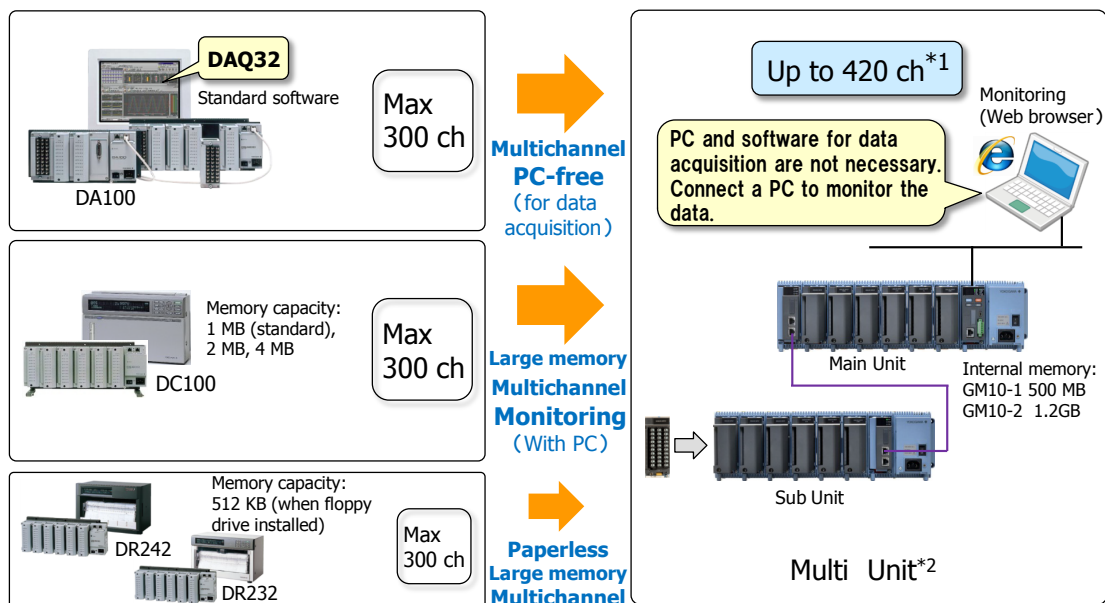 DAQ32
Standard software
DA100
Max
300 ch
Multichannel
PC-free
(for data
acquisition)
Memory capacity:
1 MB (standard),
2 MB, 4 MB
DC100
Max
300 ch
Large memory
Multichannel
Monitoring
(With PC)
Memory capacity:
512 KB (when floppy
drive installed)
DR242
DR232
Max
300 ch
Paperless
Large memory
Multichannel
Up to 420 ch*1
Monitoring
(Web browser)
PC and software for data
acquisition are not necessary.
Connect a PC to monitor the
data.
Main Unit
Internal memory:
GM10-1 500 MB
GM10-2 1.2GB
Sub Unit
Multi Unit*2